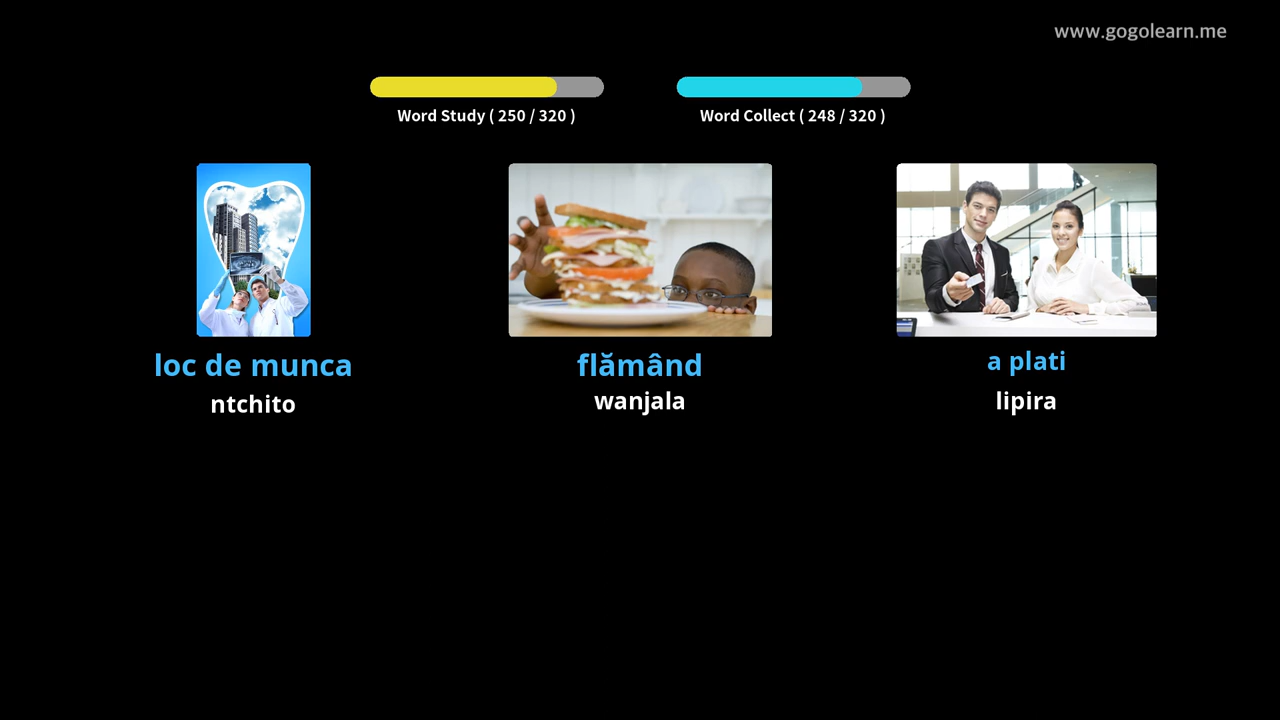 www.gogolearn.me
Word Study ( 250 / 320 )
Word Collect ( 248 / 320 )
loc de munca
flămând
a plati
ntchito
wanjala
lipira